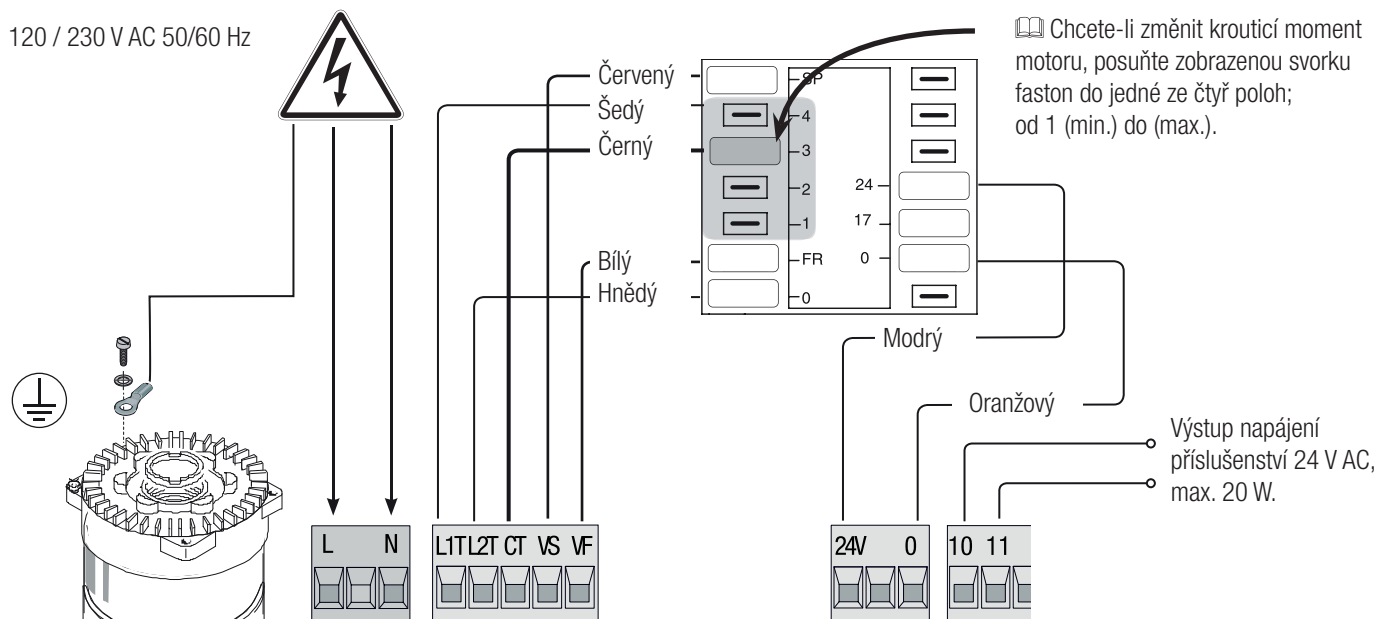 120 / 230 V AC 50/60 Hz
Chcete-li změnit krouticí moment
motoru, posuňte zobrazenou svorku
faston do jedné ze čtyř poloh;
od 1 (min.) do (max.).
Červený
Šedý
Černý
Bílý
Hnědý
SP
4
3
2
1
FR
0
24
17
0
Modrý
Oranžový
Výstup napájení
příslušenství 24 V AC,
max. 20 W.
L N
L1T L2T CT VS VF
24V 0
10 11